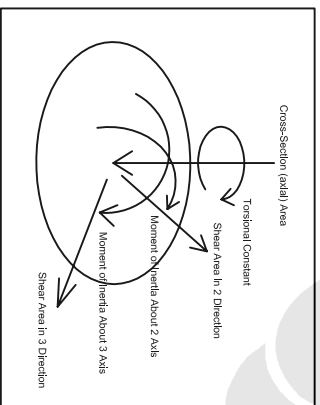 Cross-Section (axial) Area
Torsional Constant
Shear Area In 2 Direction
Moment of Inertia About 2 Axis
Moment of Inertia About 3 Axis
Shear Area in 3 Direction